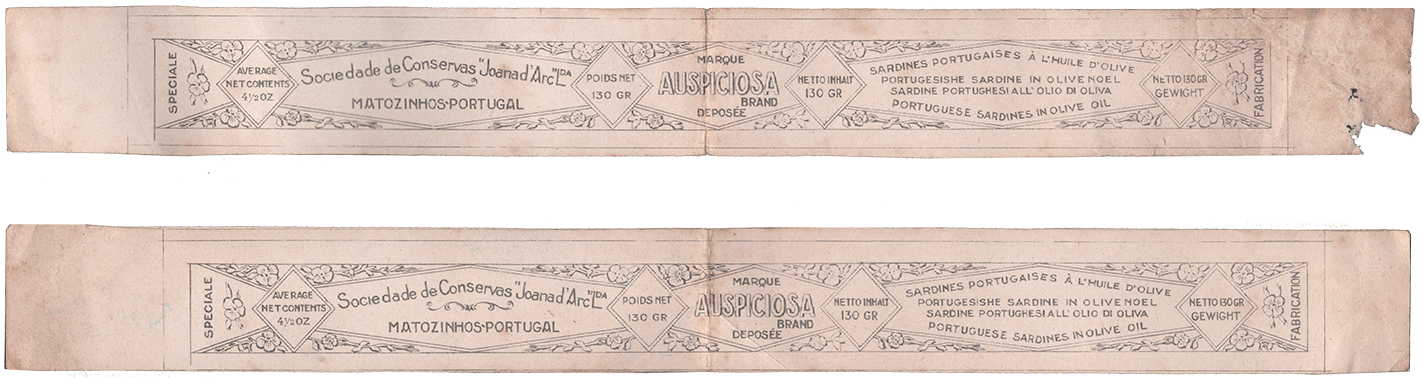 SPECIALE
AVERAGE
NET CONTENTS
4½ OZ
Sociedade de Conservas "Joana d'Arc" LDA
MATOZINHOS-PORTUGAL
POIDS NET
130 GR
MARQUE
AUSPICIOSA
BRAND
DEPOSÉE
NETTO INHALT
130 GR
SARDINES PORTUGAISES À L'HUILE D'OLIVE
PORTUGESISHE SARDINE IN OLIVENOEL
SARDINE PORTUGHESI ALL' OLIO DI OLIVA
PORTUGUESE SARDINES IN OLIVE OIL
NETTO 130 GR
GEWIGHT
FABRICATION
SPECIALE
AVERAGE
NET CONTENTS
4½ OZ
Sociedade de Conservas "Joana d'Arc" LDA
MATOZINHOS-PORTUGAL
POIDS NET
130 GR
MARQUE
AUSPICIOSA
BRAND
DEPOSÉE
NETTO INHALT
130 GR
SARDINES PORTUGAISES À L'HUILE D'OLIVE
PORTUGESISHE SARDINE IN OLIVENOEL
SARDINE PORTUGHESI ALL' OLIO DI OLIVA
PORTUGUESE SARDINES IN OLIVE OIL
NETTO 130 GR
GEWIGHT
FABRICATION